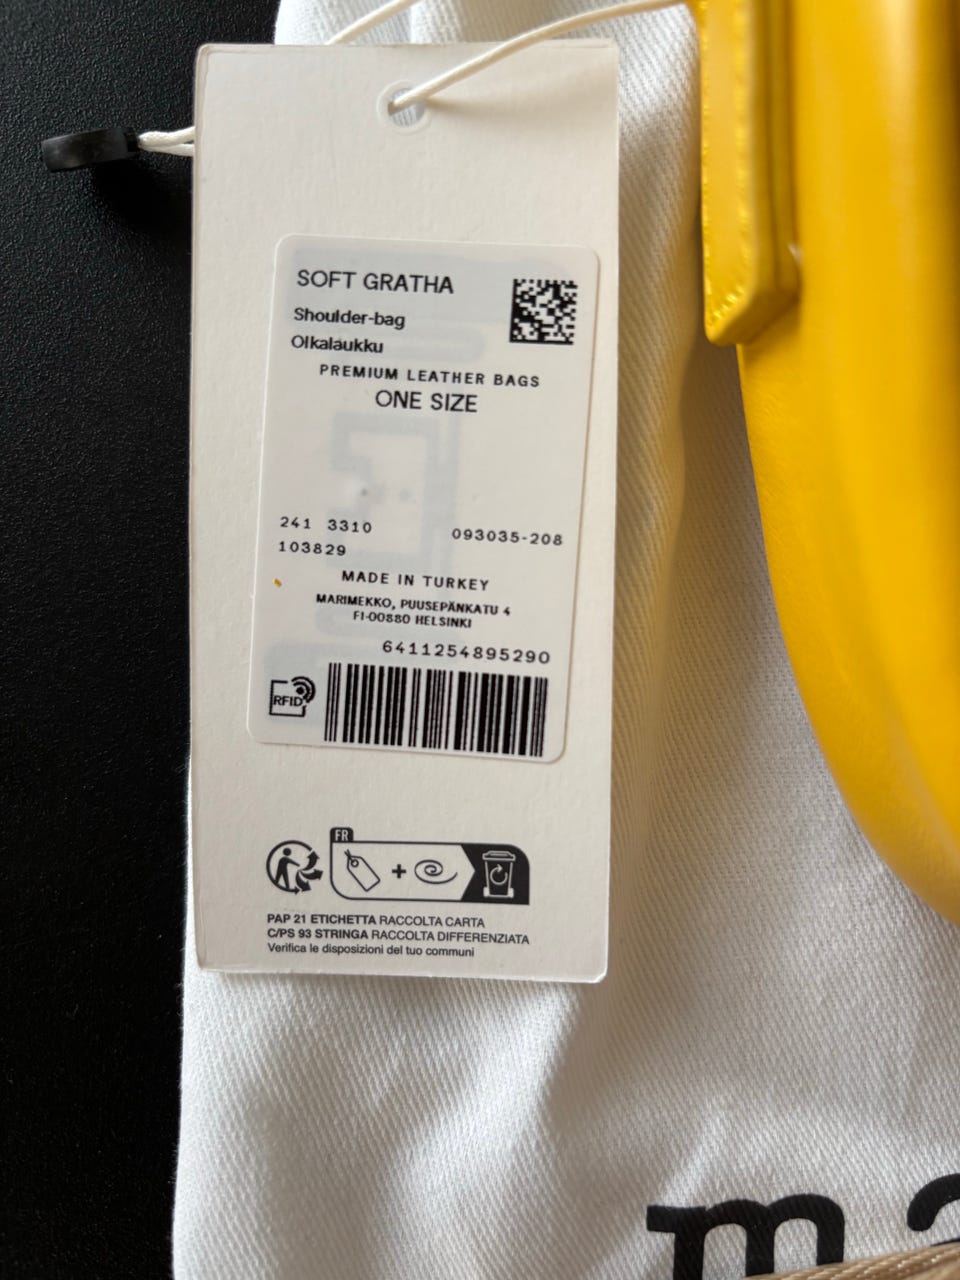 SOFT GRATHA
Shoulder-bag
Olkalaukku
PREMIUM LEATHER BAGS
ONE SIZE
241 3310
093035-208
103829
MADE IN TURKEY
MARIMEKKO, PUUSEPÄNKATU 4
FI-00880 HELSINKI
6411254895290
RFID
FR
PAP 21 ETICHETTA RACCOLTA CARTA
C/PS 93 STRINGA RACCOLTA DIFFERENZIATA
Verifica le disposizioni del tuo communi
ma